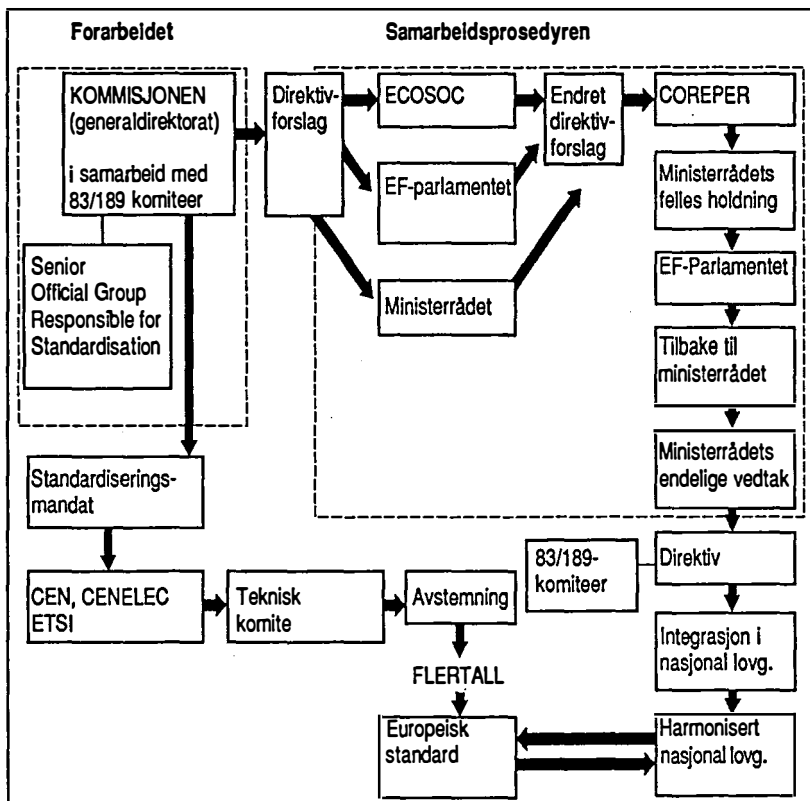 Forarbeidet
Samarbeidsprosedyren
KOMMISJONEN
(generaldirektorat)
i samarbeid med
83/189 komiteer
Senior
Official Group
Responsible for
Standardisation
Direktiv-
forslag
ECOSOC
EF-parlamentet
Ministerrådet
Endret
direktiv-
forslag
COREPER
Ministerrådets
felles holdning
EF-Parlamentet
Tilbake til
ministerrådet
Ministerrådets
endelige vedtak
Standardiserings-
mandat
CEN, CENELEC
ETSI
Teknisk
komite
Avstemning
FLERTALL
Europeisk
standard
83/189-
komiteer
Direktiv
Integrasjon i
nasjonal lovg.
Harmonisert
nasjonal lovg.